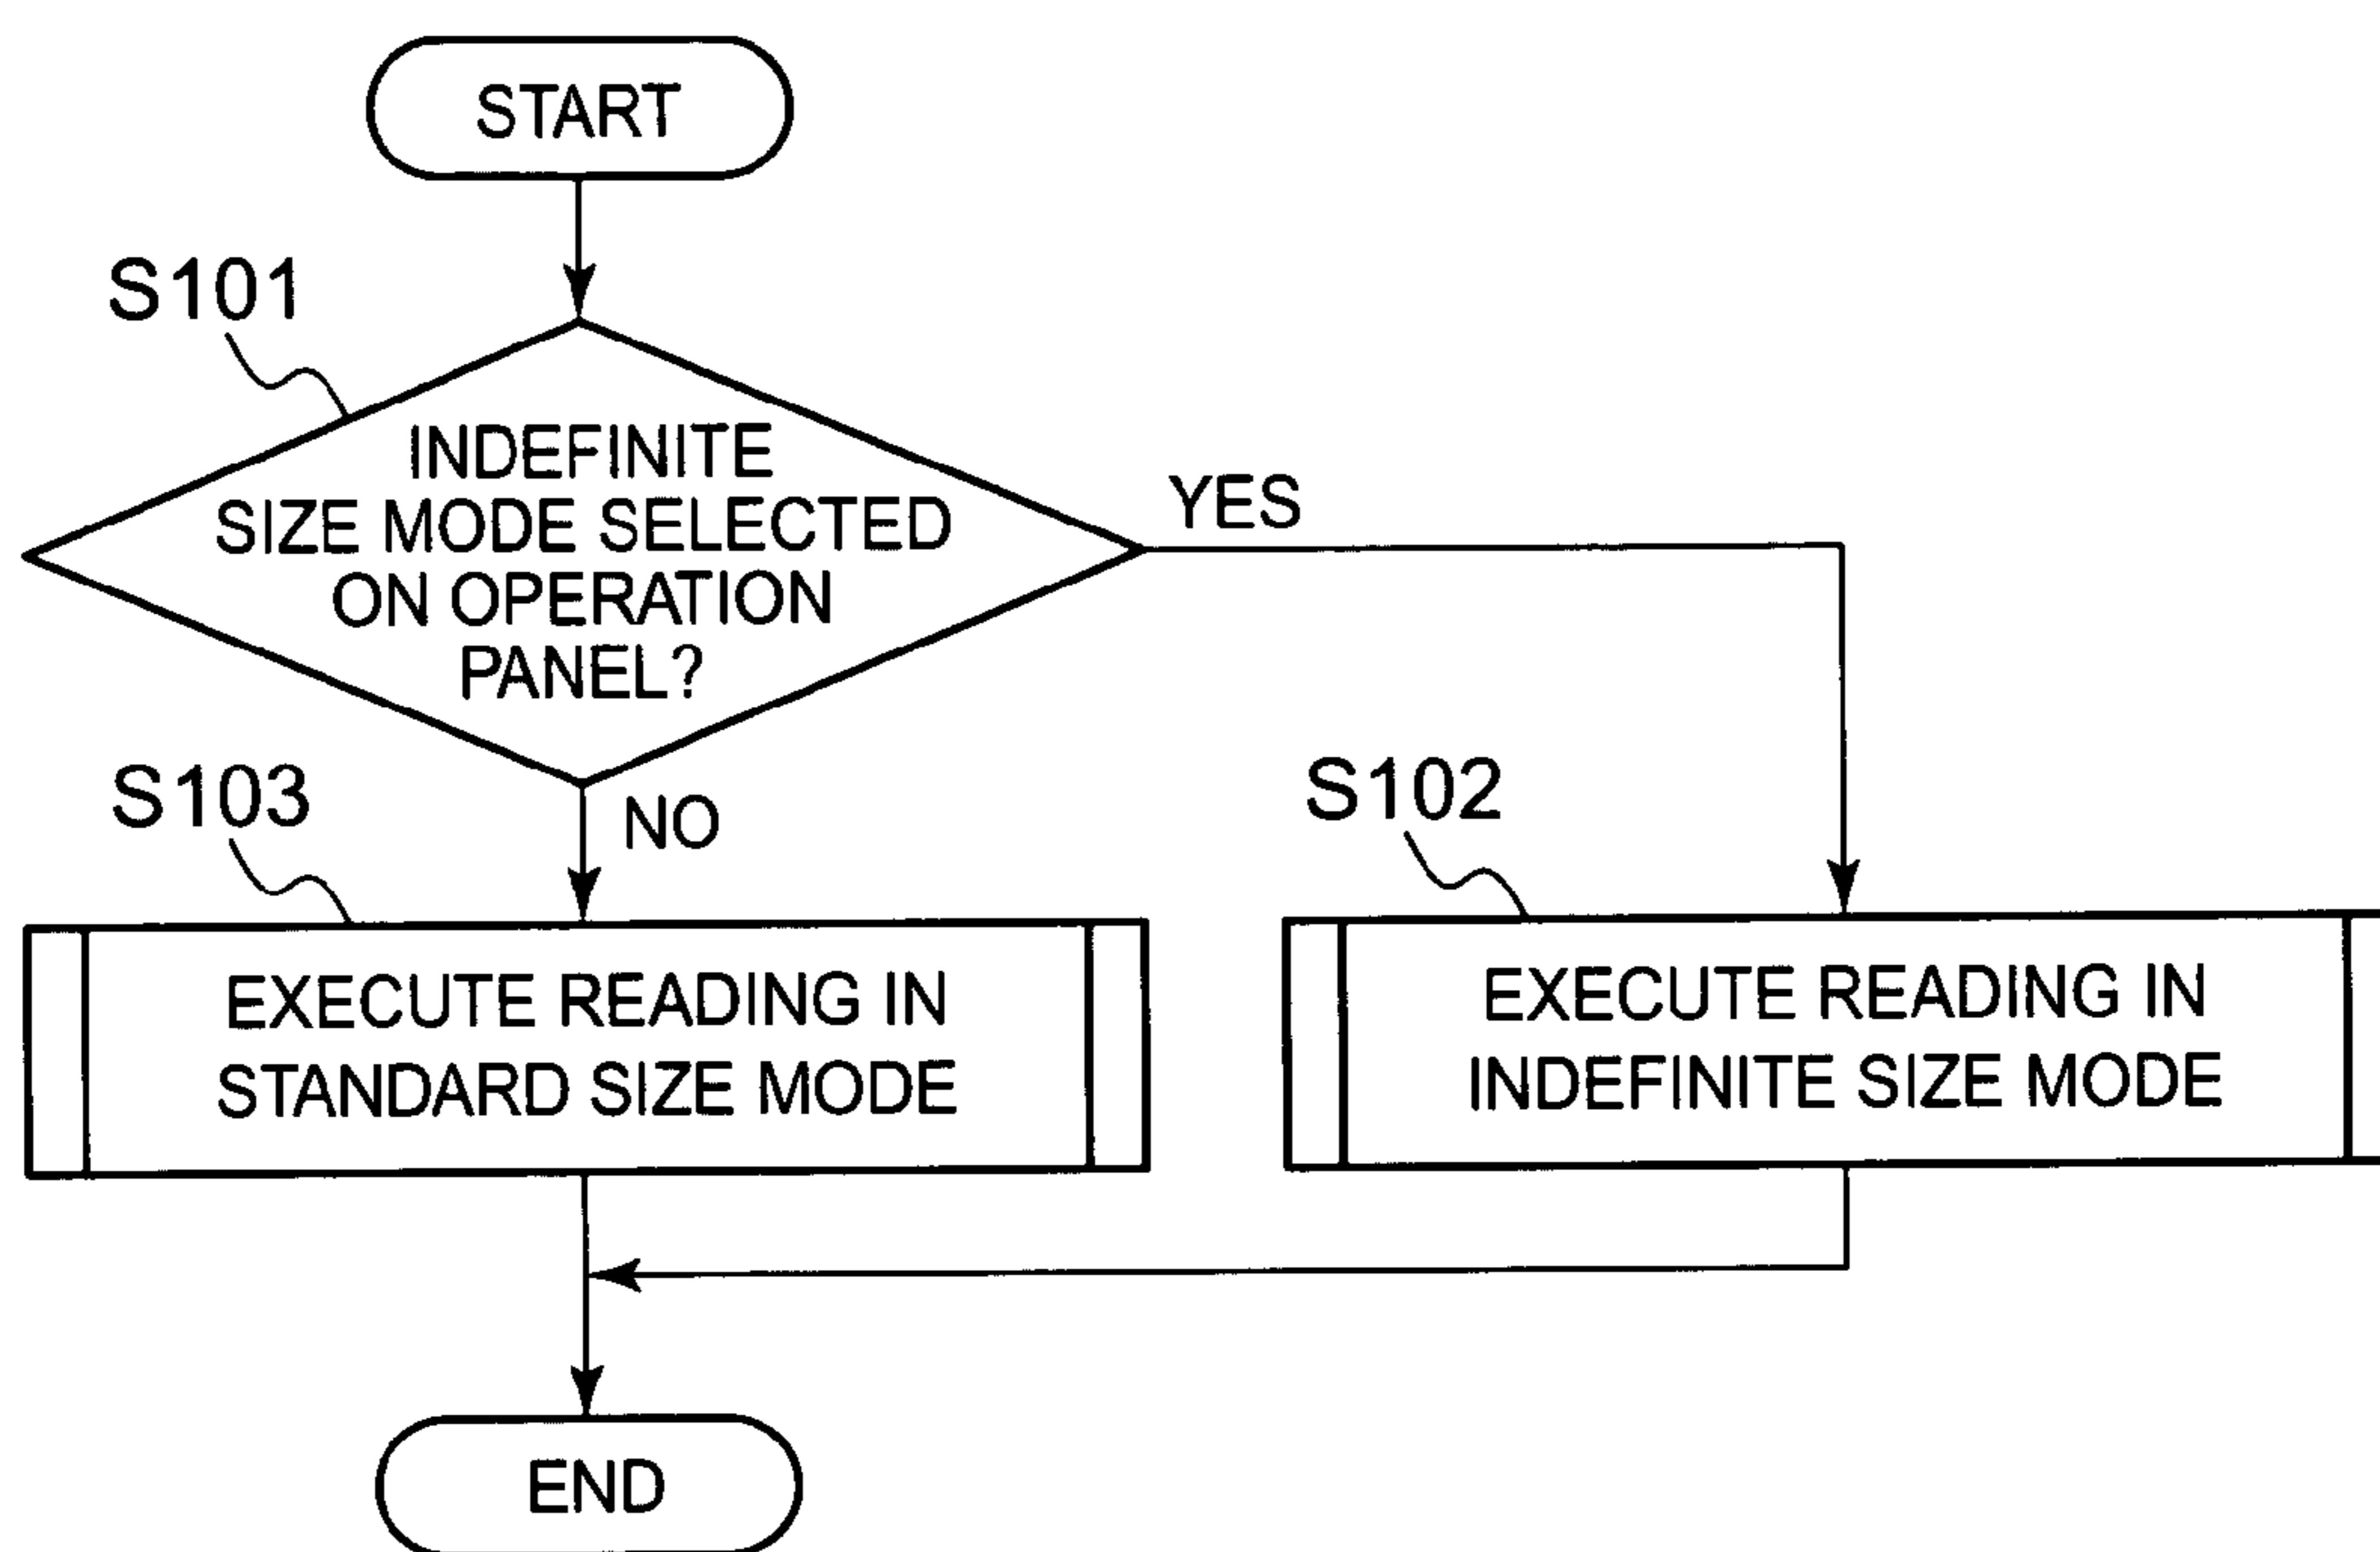 START
S101
INDEFINITE
SIZE MODE SELECTED
ON OPERATION
PANEL?
YES
NO
S103
EXECUTE READING IN
STANDARD SIZE MODE
S102
EXECUTE READING IN
INDEFINITE SIZE MODE
END